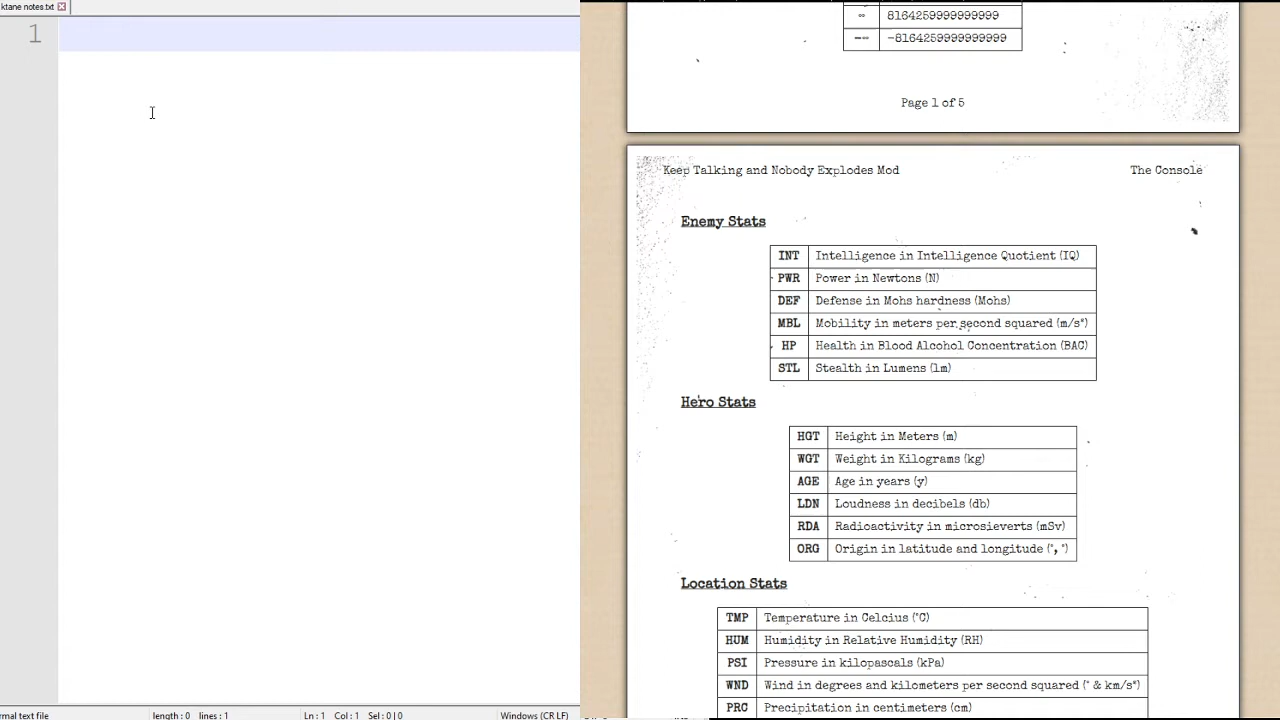 ktane notes.txt
1
∞ 8164259999999999
-∞ -8164259999999999
Page 1 of 5
Keep Talking and Nobody Explodes Mod The Console
Enemy Stats
INT Intelligence in Intelligence Quotient (IQ)
PWR Power in Newtons (N)
DEF Defense in Mohs hardness (Mohs)
MBL Mobility in meters per second squared (m/s²)
HP Health in Blood Alcohol Concentration (BAC)
STL Stealth in Lumens (lm)
Hero Stats
HGT Height in Meters (m)
WGT Weight in Kilograms (kg)
AGE Age in years (y)
LDN Loudness in decibels (db)
RDA Radioactivity in microsieverts (mSv)
ORG Origin in latitude and longitude (°, °)
Location Stats
TMP Temperature in Celcius (°C)
HUM Humidity in Relative Humidity (RH)
PSI Pressure in kilopascals (kPa)
WND Wind in degrees and kilometers per second squared (° & km/s²)
PRC Precipitation in centimeters (cm)
rmal text file length : 0 lines : 1 Ln : 1 Col : 1 Sel : 0 | 0 Windows (CR LF)